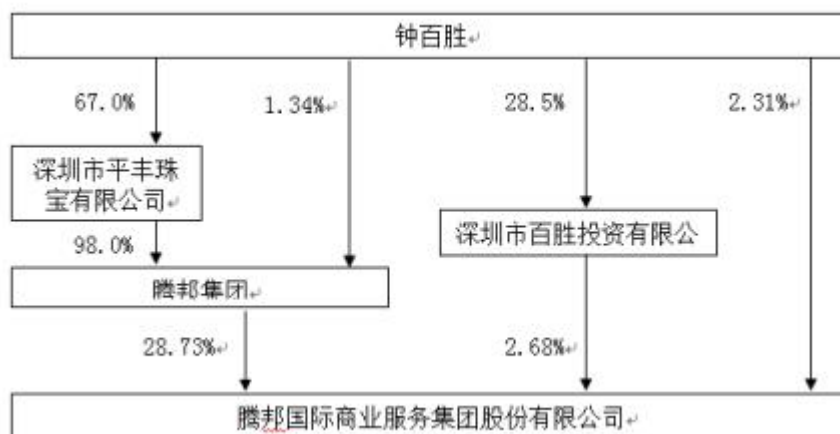 钟百胜
67.0%
1.34%
28.5%
2.31%
深圳市平丰珠
宝有限公司
深圳市百胜投资有限公
98.0%
腾邦集团
28.73%
2.68%
腾邦国际商业服务集团股份有限公司